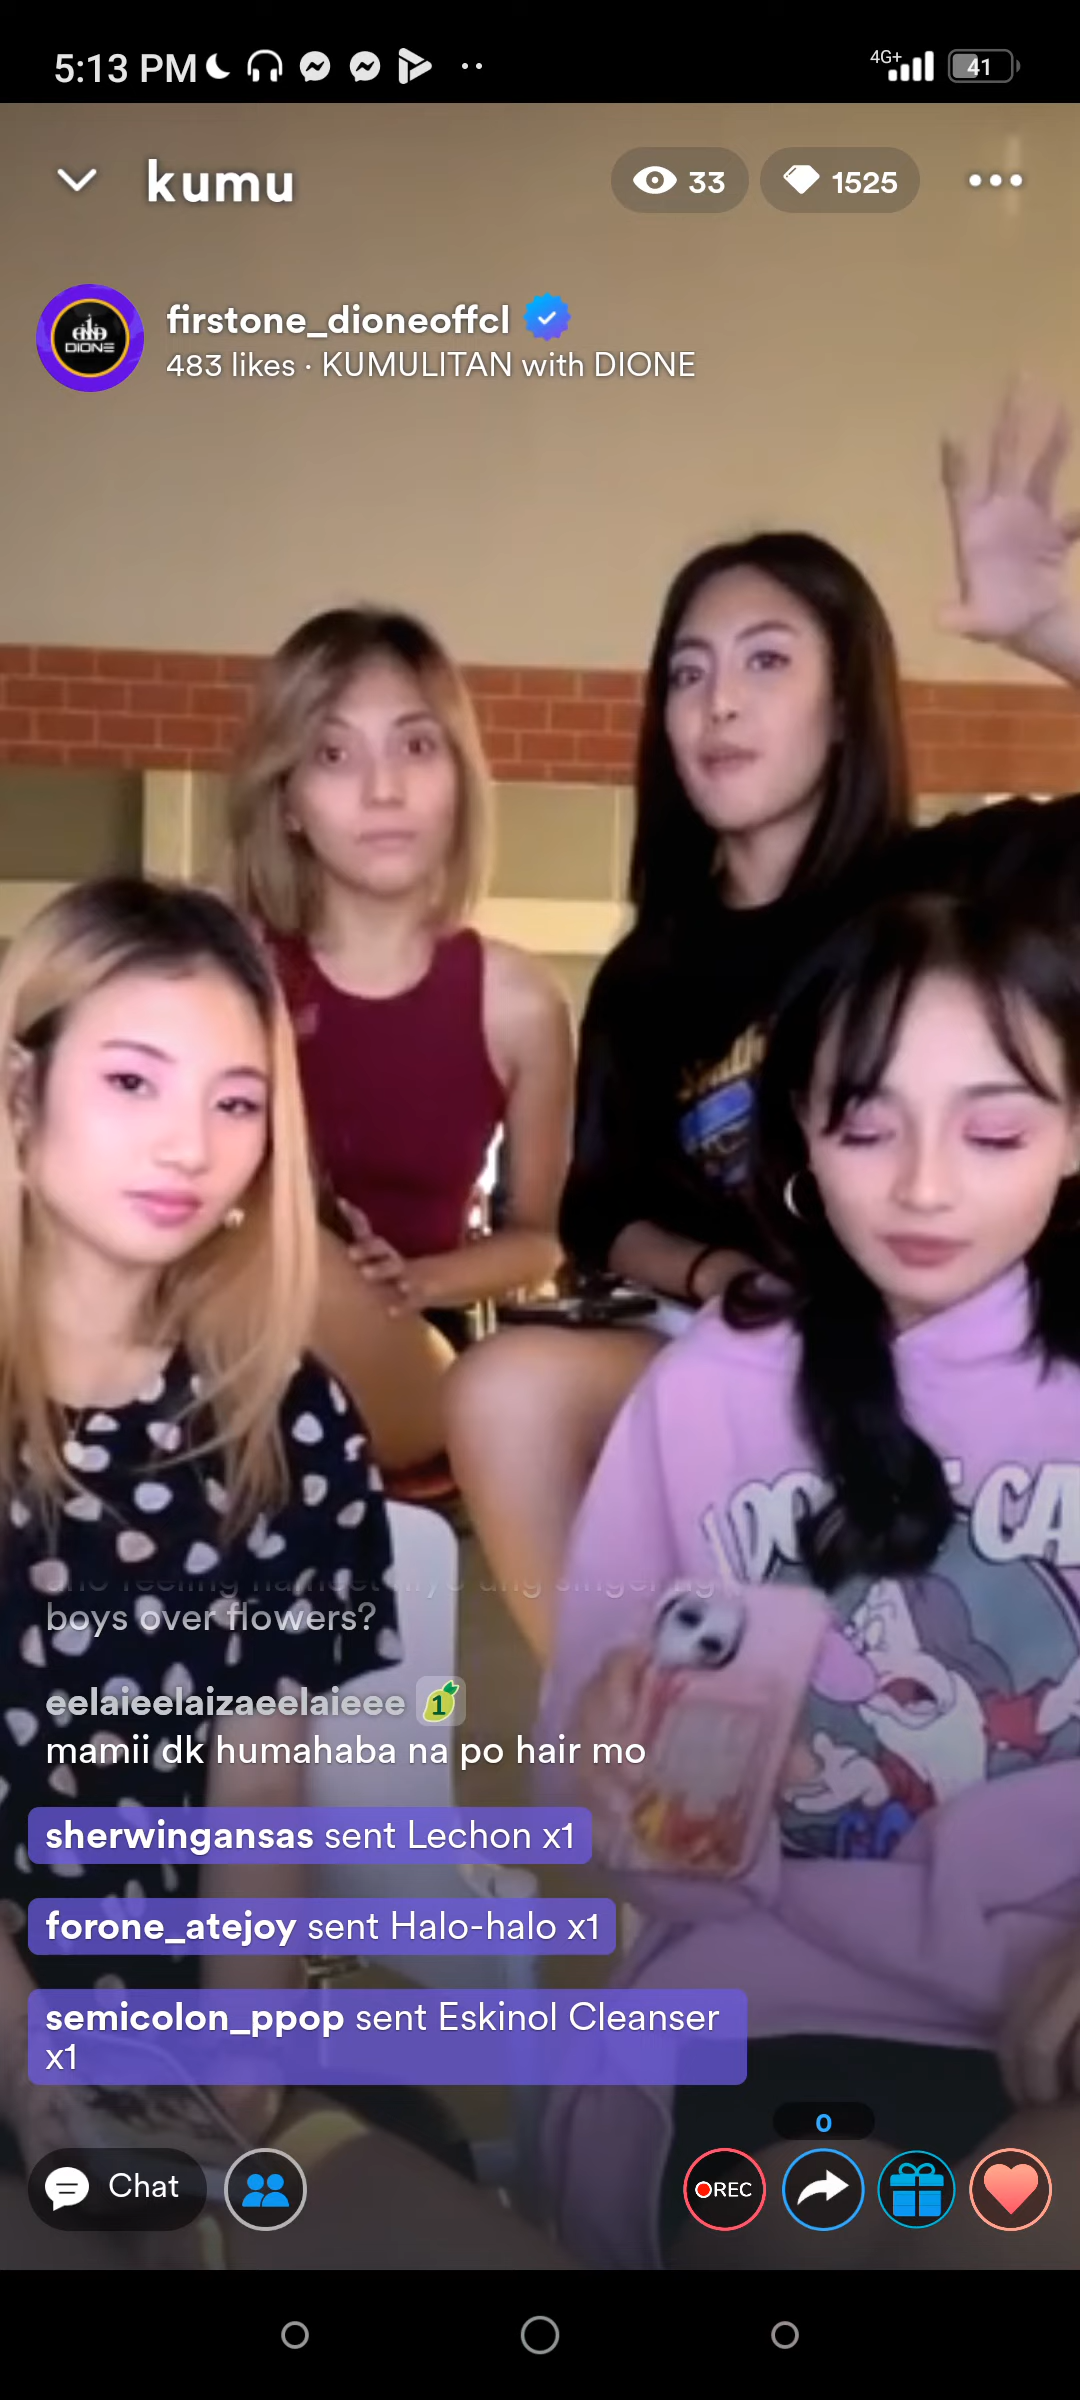 5:13 PM
4G+
41
kumu
33
1525
DIONE
firstone_dioneoffcl
483 likes · KUMULITAN with DIONE
boys over flowers?
eelaieelaizaeelaieee 1
mamii dk humahaba na po hair mo
sherwingansas sent Lechon x1
forone_atejoy sent Halo-halo x1
semicolon_ppop sent Eskinol Cleanser
x1
0
Chat
REC